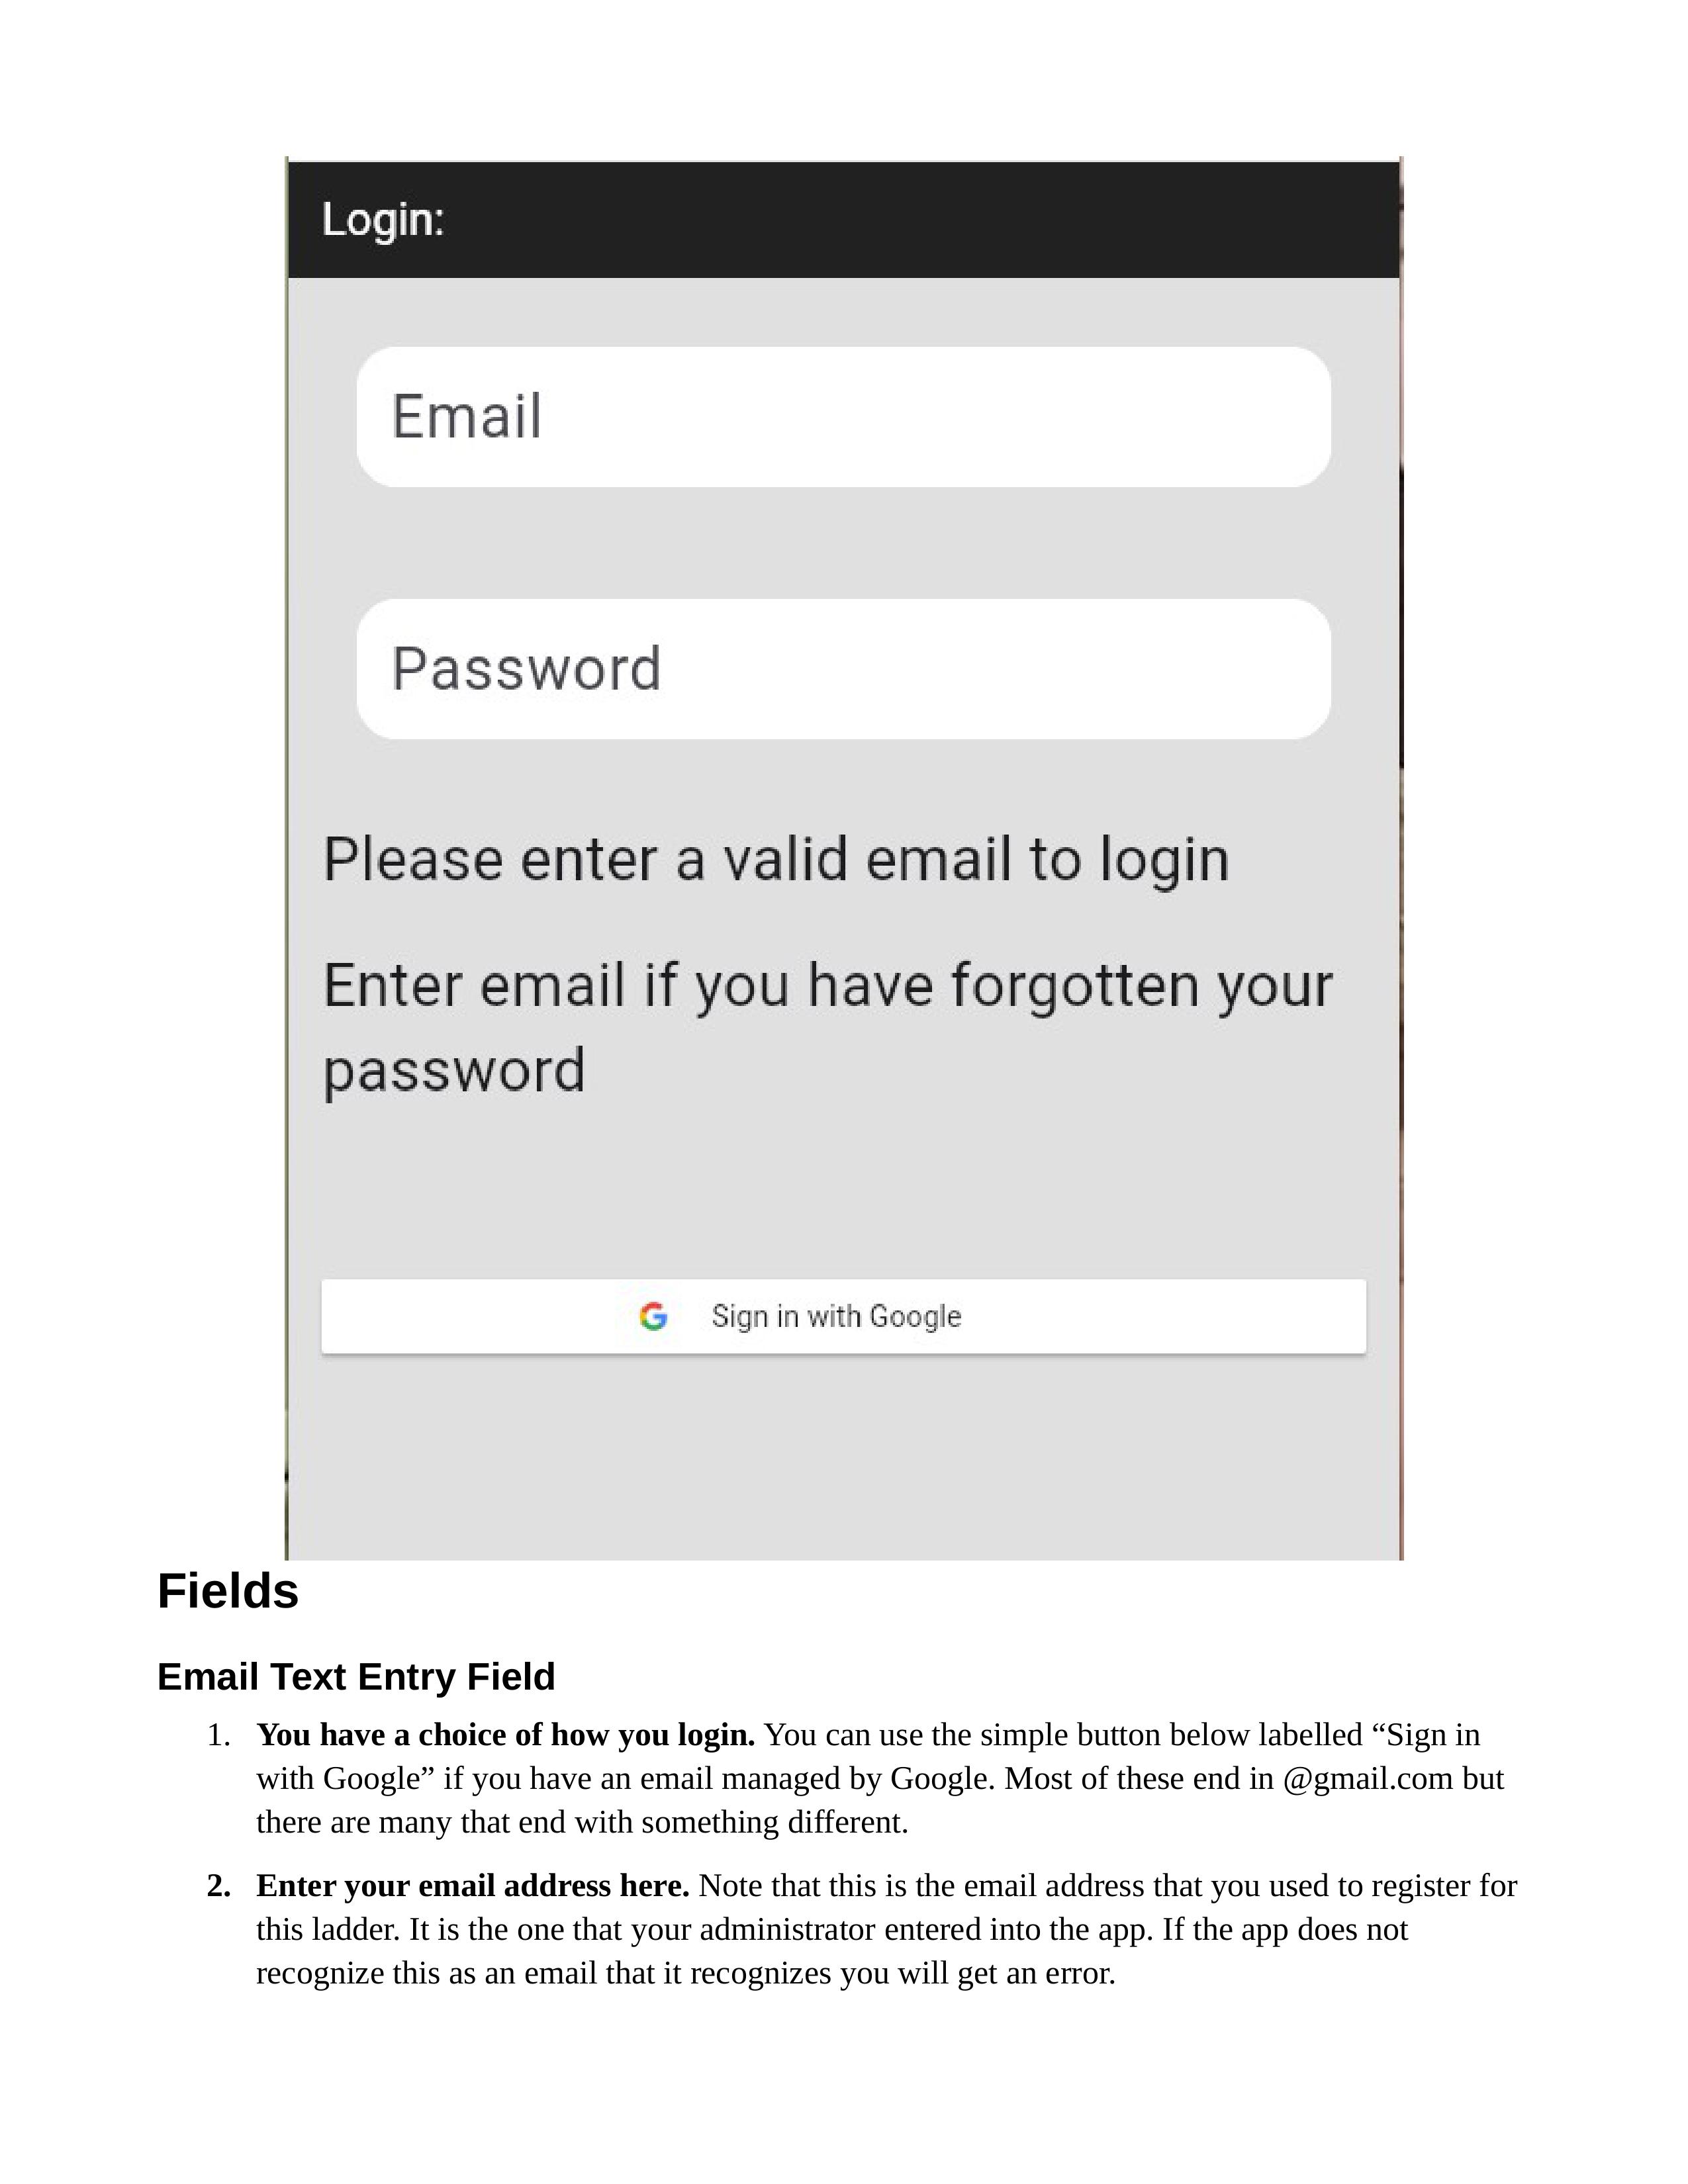 Login:
Email
Password
Please enter a valid email to login
Enter email if you have forgotten your
password
Sign in with Google
Fields
Email Text Entry Field
1. You have a choice of how you login. You can use the simple button below labelled “Sign in
with Google” if you have an email managed by Google. Most of these end in @gmail.com but
there are many that end with something different.
2. Enter your email address here. Note that this is the email address that you used to register for
this ladder. It is the one that your administrator entered into the app. If the app does not
recognize this as an email that it recognizes you will get an error.